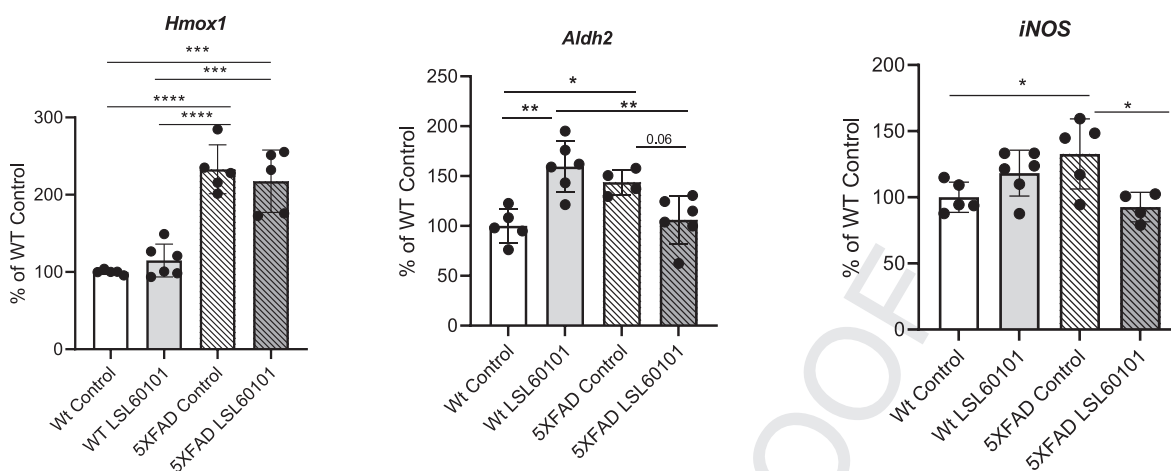 Hmox1
***
***
****
****
% of WT Control
300
200
100
0
Wt Control
WT LSL60101
5XFAD Control
5XFAD LSL60101
Aldh2
*
**
**
0.06
% of WT Control
250
200
150
100
50
0
Wt Control
Wt LSL60101
5XFAD Control
5XFAD LSL60101
iNOS
*
*
% of WT Control
200
150
100
50
0
Wt Control
Wt LSL60101
5XFAD Control
5XFAD LSL60101
OOF